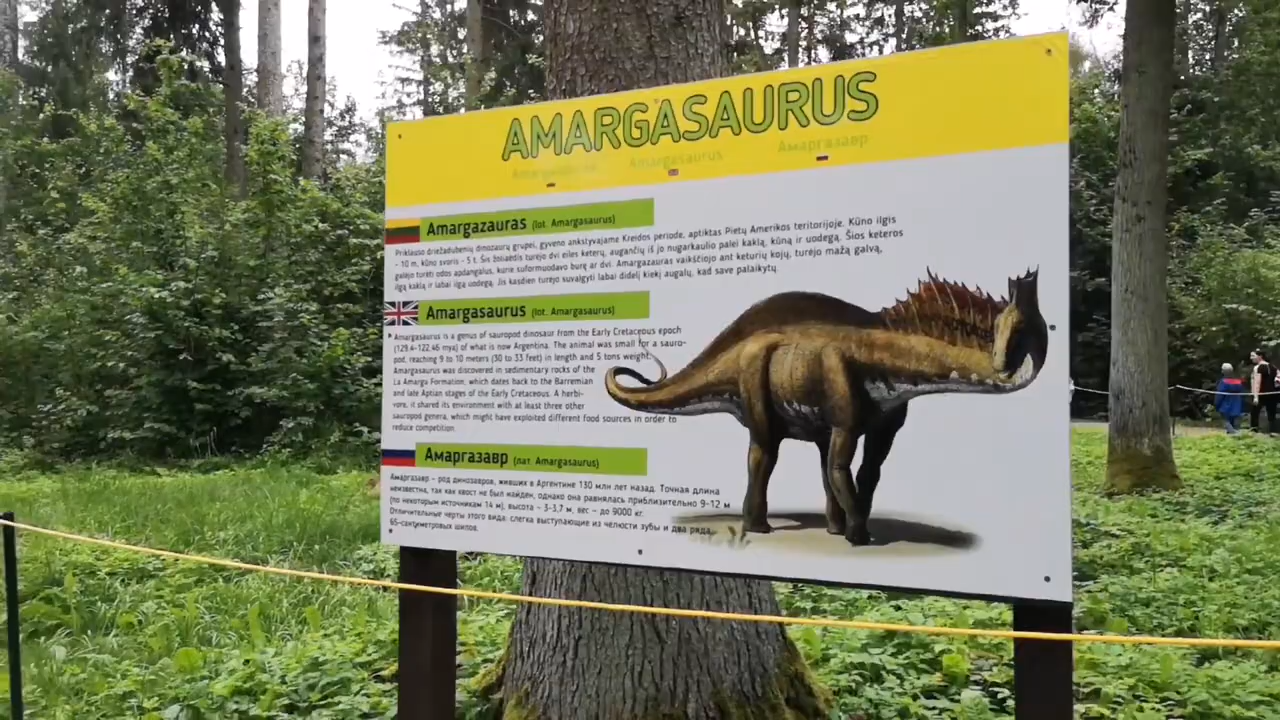 AMARGASAURUS
Amargasaurus
Амаргазавр
Amargazauras (lot. Amargasaurus)
Priklauso driežadubenių dinozaurų grupei, gyveno ankstyvajame Kreidos periode, aptiktas Pietų Amerikos teritorijoje. Kūno ilgis
- 10 m, kūno svoris - 5 t. Šis žoliaėdis turėjo dvi eiles keterų, augančių iš jo nugarkaulio palei kaklą, kūną ir uodegą. Šios keteros
galėjo turėti odos apdangalus, kurie suformuodavo burę ar dvi. Amargazauras vaikščiojo ant keturių kojų, turėjo mažą galvą,
ilgą kaklą ir labai ilgą uodegą. Jis kasdien turėjo suvalgyti labai didelį kiekį augalų, kad save palaikytų.
Amargasaurus (lot. Amargasaurus)
Amargasaurus is a genus of sauropod dinosaur from the Early Cretaceous epoch
(129.4-122.46 mya) of what is now Argentina. The animal was small for a sauro-
pod, reaching 9 to 10 meters (30 to 33 feet) in length and 5 tons weight.
Amargasaurus was discovered in sedimentary rocks of the
La Amarga Formation, which dates back to the Barremian
and late Aptian stages of the Early Cretaceous. A herbi-
vore, it shared its environment with at least three other
sauropod genera, which might have exploited different food sources in order to
reduce competition.
Амаргазавр (лат. Amargasaurus)
Амаргазавр – род динозавров, живших в Аргентине 130 млн лет назад. Точная длина
неизвестна, так как хвост не был найден, однако она равнялась приблизительно 9-12 м
(по некоторым источникам 14 м), высота – 3-3,7 м, вес – до 9000 кг.
Отличительные черты этого вида: слегка выступающие из челюсти зубы и два ряда
65-сантиметровых шипов.